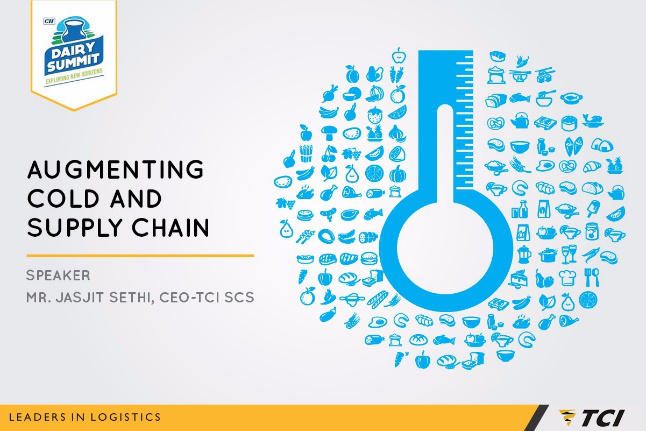 CII
DAIRY
SUMMIT
EXPLORING NEW HORIZONS
AUGMENTING
COLD AND
SUPPLY CHAIN
SPEAKER
MR. JASJIT SETHI, CEO-TCI SCS
LEADERS IN LOGISTICS
TCI